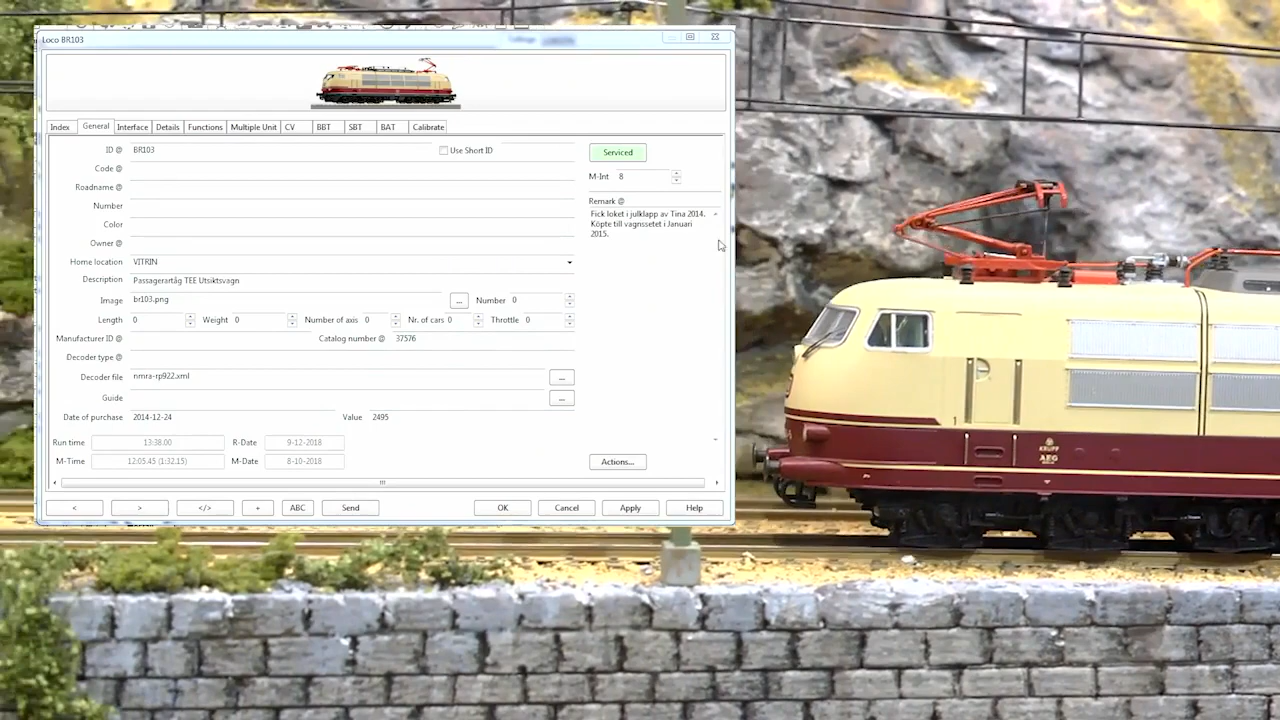 Loco BR103
Index General Interface Details Functions Multiple Unit CV BBT SBT BAT Calibrate
ID @ BR103 Use Short ID Serviced
Code @
M-Int 8
Roadname @
Remark @
Number
Fick loket i julklapp av Tina 2014.
Köpte till vagnssetet i Januari
2015.
Color
Owner @
Home location VITRIN
Description Passagerartåg TEE Utsiktsvagn
Image br103.png ... Number 0
Length 0 Weight 0 Number of axis 0 Nr. of cars 0 Throttle 0
Manufacturer ID @ Catalog number @ 37576
Decoder type @
Decoder file nmra-rp922.xml ...
Guide ...
Date of purchase 2014-12-24 Value 2495
Run time 13:38.00 R-Date 9-12-2018
M-Time 12:05.45 (1:32.15) M-Date 8-10-2018 Actions...
< > </> + ABC Send OK Cancel Apply Help
KRUPP
AEG